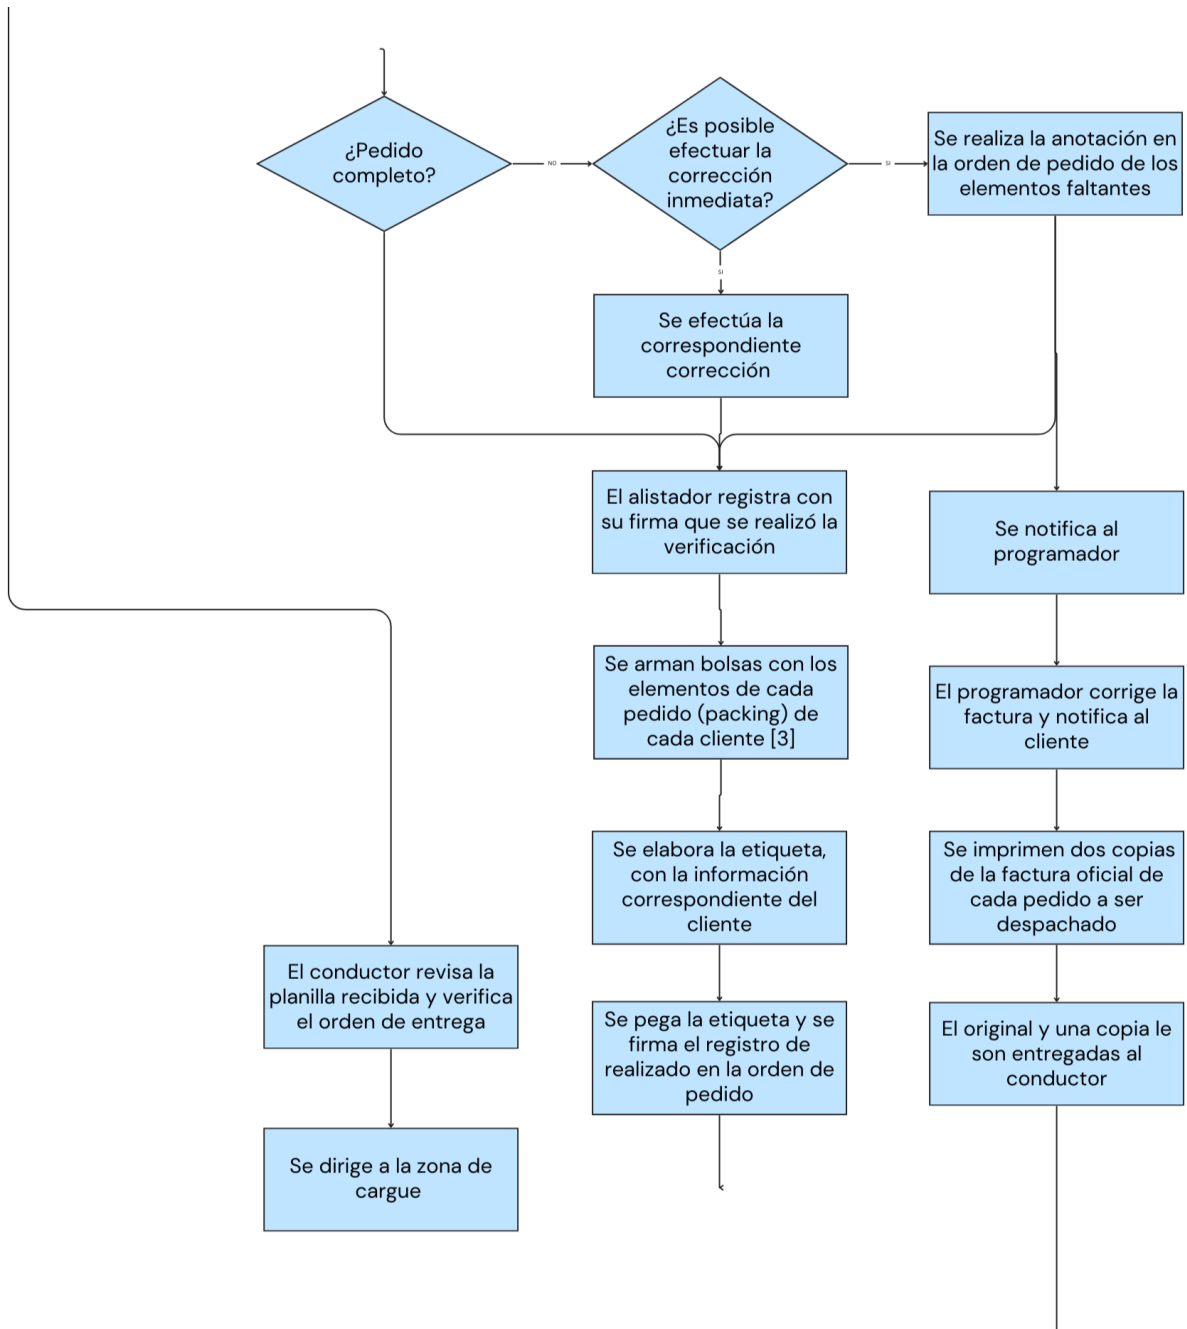 ¿Pedido
completo?
NO
¿Es posible
efectuar la
corrección
inmediata?
SI
Se realiza la anotación en
la orden de pedido de los
elementos faltantes
SI
Se efectúa la
correspondiente
corrección
El alistador registra con
su firma que se realizó la
verificación
Se notifica al
programador
Se arman bolsas con los
elementos de cada
pedido (packing) de
cada cliente [3]
El programador corrige la
factura y notifica al
cliente
Se elabora la etiqueta,
con la información
correspondiente del
cliente
Se imprimen dos copias
de la factura oficial de
cada pedido a ser
despachado
El conductor revisa la
planilla recibida y verifica
el orden de entrega
Se pega la etiqueta y se
firma el registro de
realizado en la orden de
pedido
El original y una copia le
son entregadas al
conductor
Se dirige a la zona de
cargue